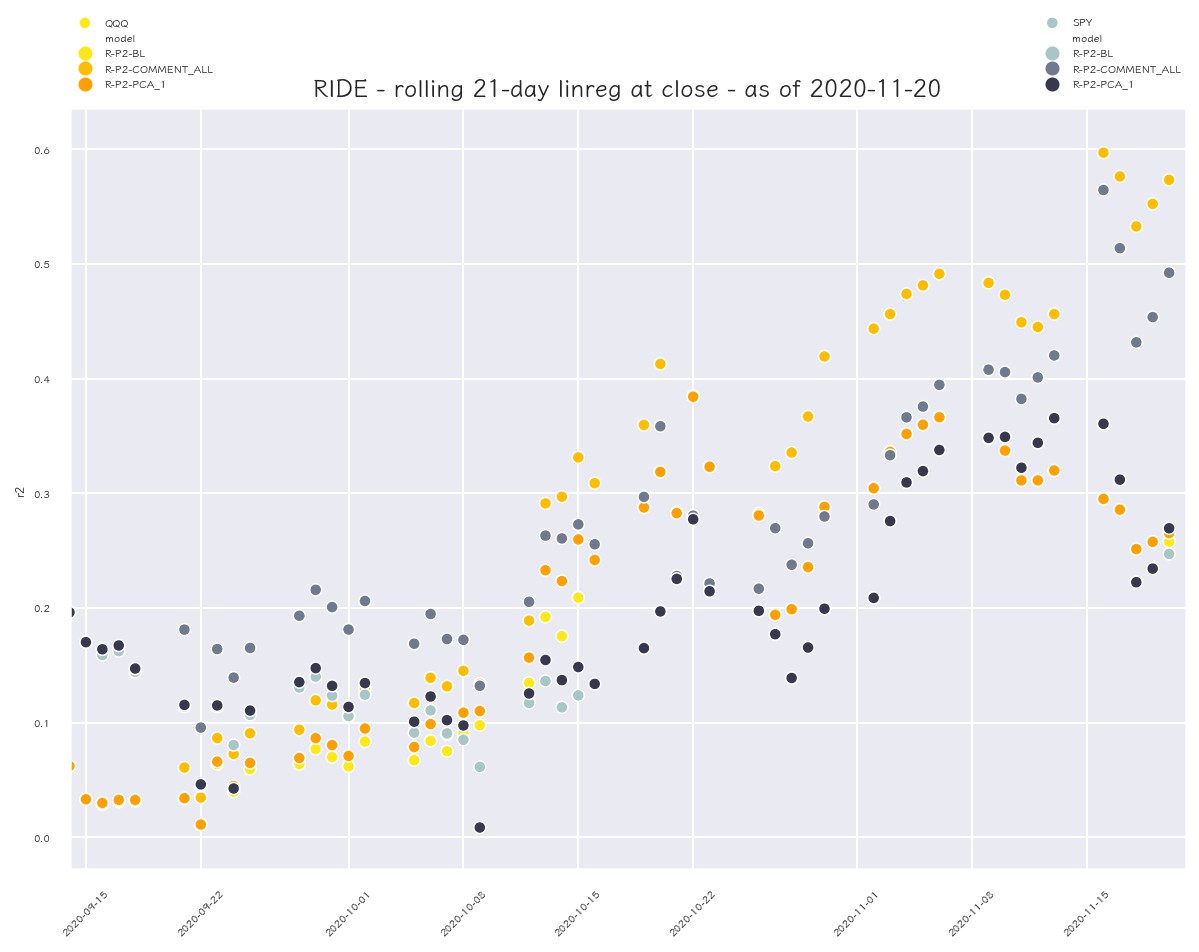 QQQ
model
R-P2-BL
R-P2-COMMENT_ALL
R-P2-PCA_1
SPY
model
R-P2-BL
R-P2-COMMENT_ALL
R-P2-PCA_1
RIDE - rolling 21-day linreg at close - as of 2020-11-20
r2
0.6
0.5
0.4
0.3
0.2
0.1
0.0
2020-09-15
2020-09-22
2020-10-01
2020-10-08
2020-10-15
2020-10-22
2020-11-01
2020-11-08
2020-11-15